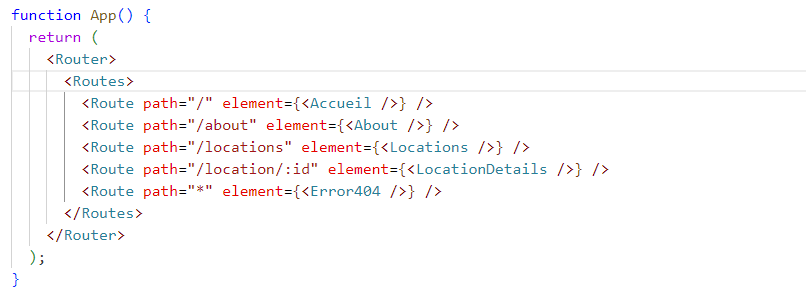 function App() {
return (
<Router>
<Routes>
<Route path="/" element={<Accueil />} />
<Route path="/about" element={<About />} />
<Route path="/locations" element={<Locations />} />
<Route path="/location/:id" element={<LocationDetails />} />
<Route path="*" element={<Error404 />} />
</Routes>
</Router>
);
}